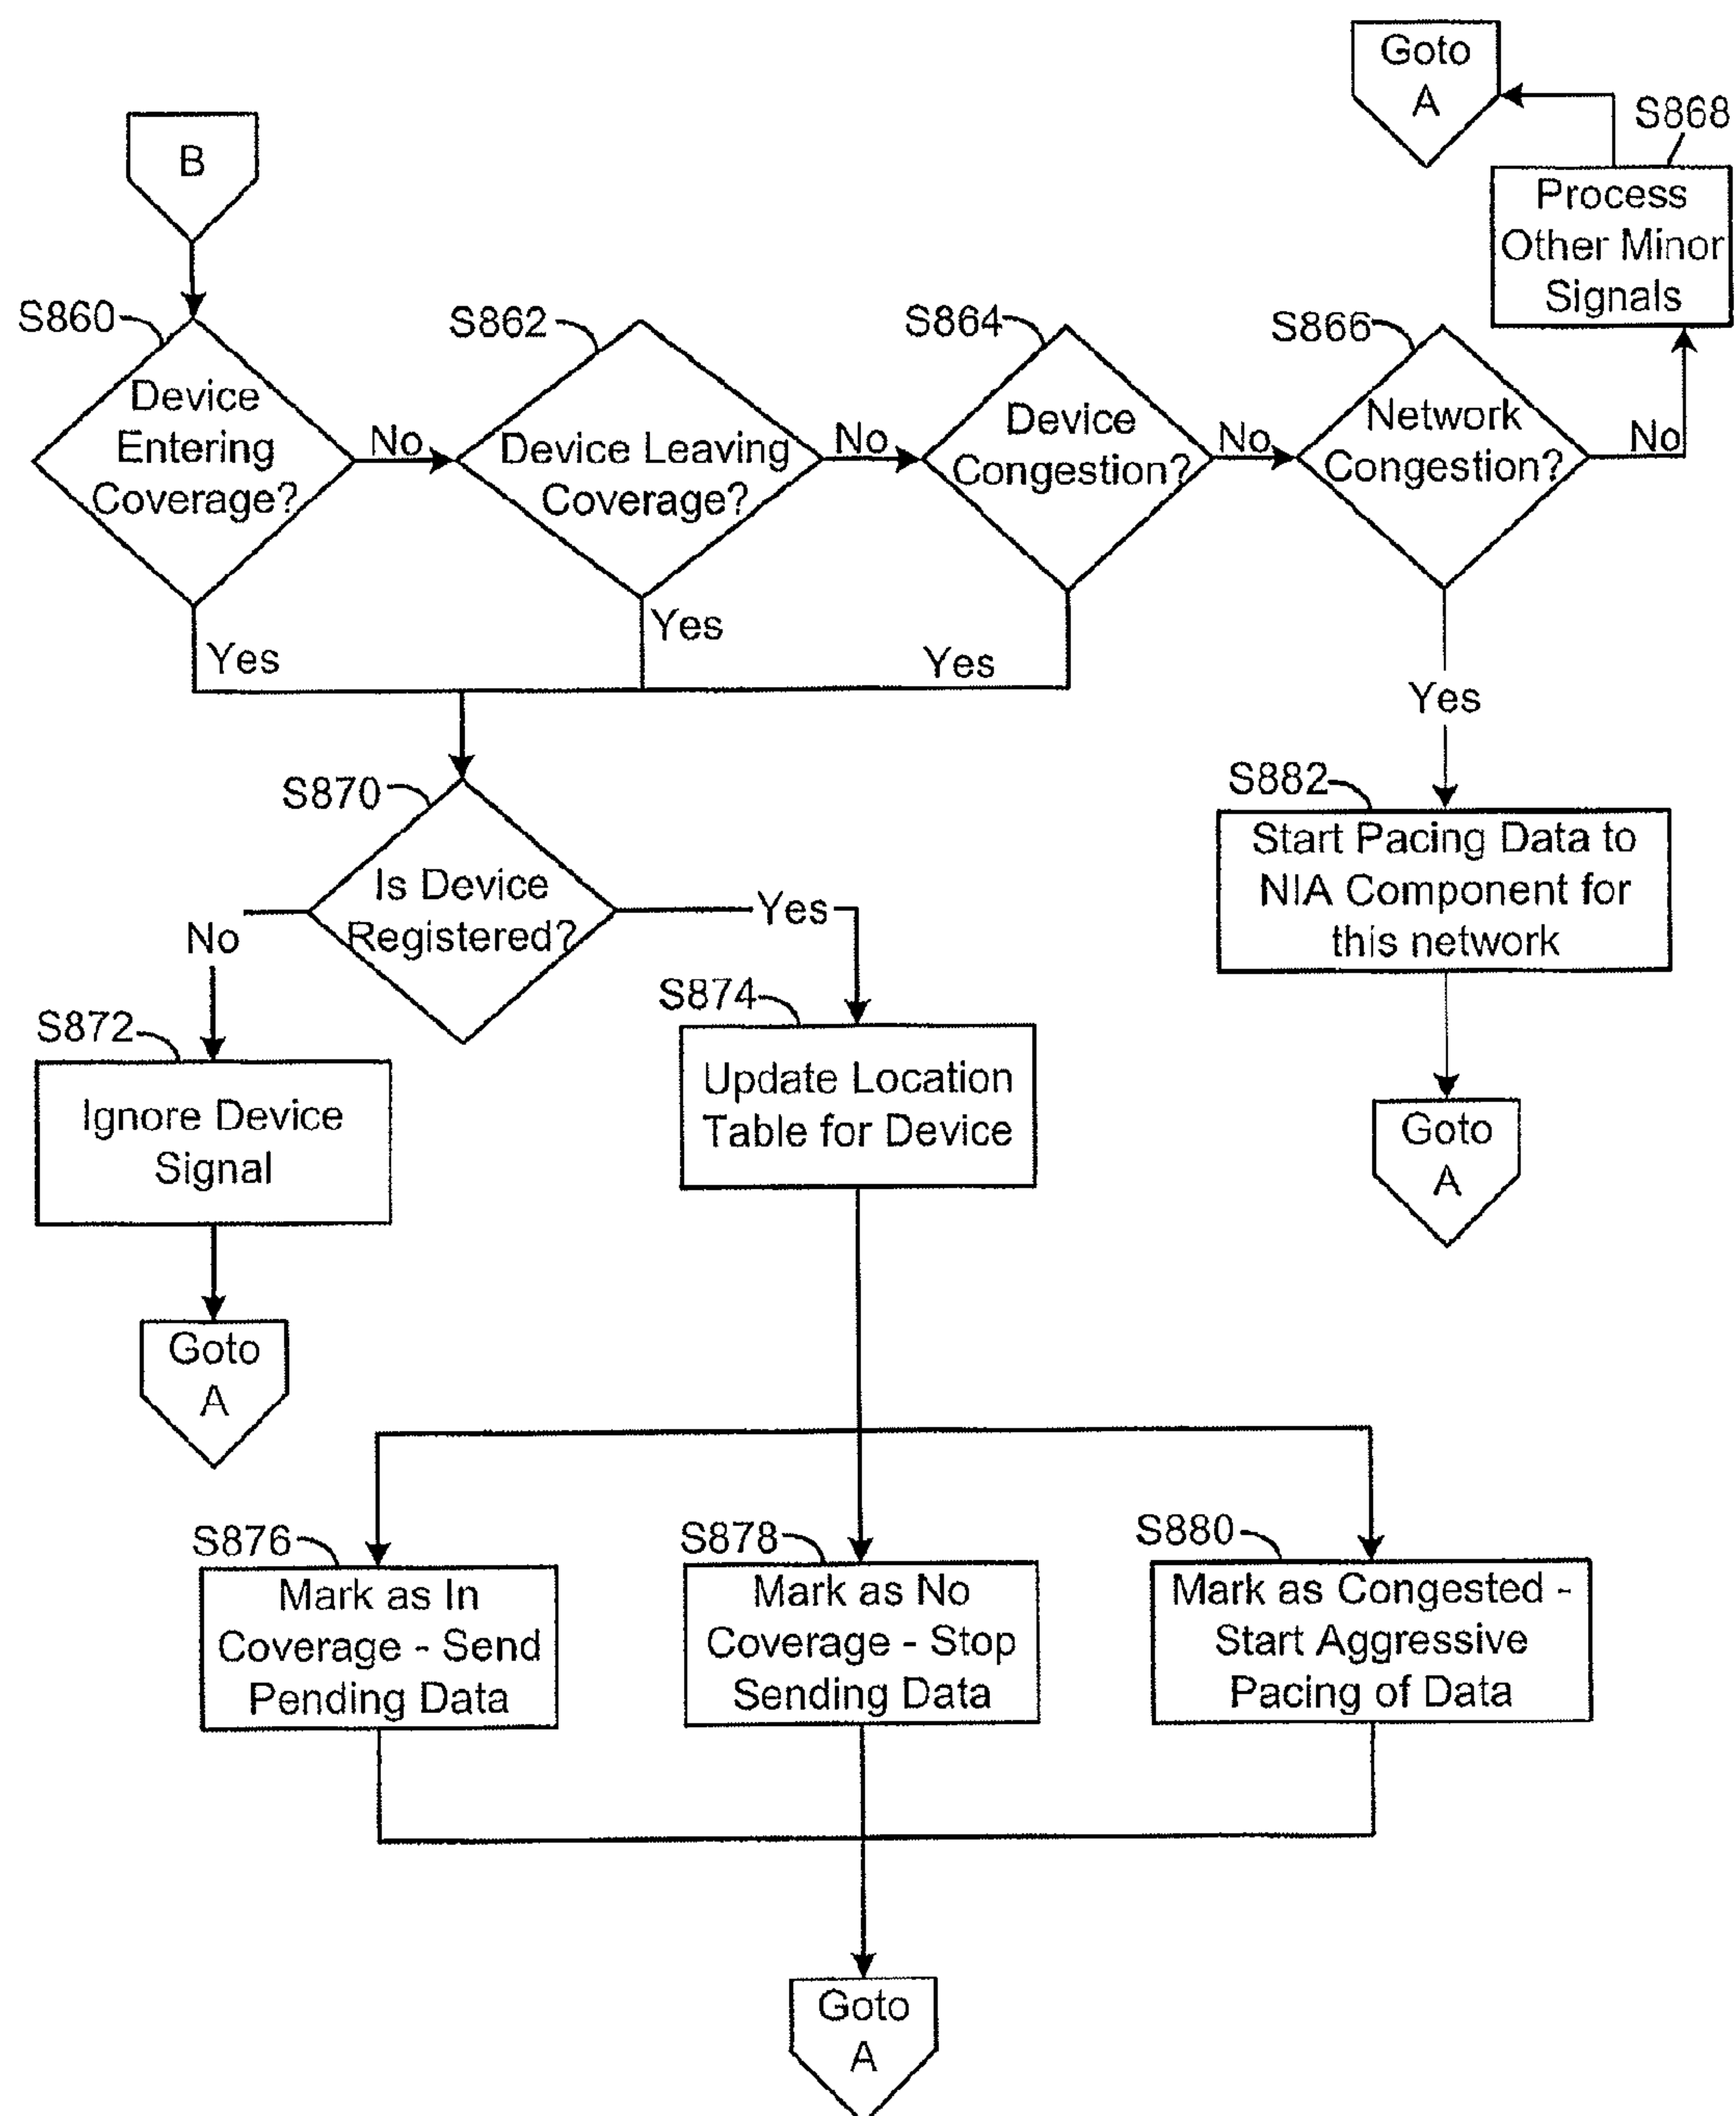 Goto
A
S868
Process
Other Minor
Signals
B
S860
Device
Entering
Coverage?
No
S862
Device Leaving
Coverage?
No
S864
Device
Congestion?
No
S866
Network
Congestion?
No
Yes
Yes
Yes
Yes
S870
Is Device
Registered?
No
Yes
S882
Start Pacing Data to
NIA Component for
this network
S872
Ignore Device
Signal
S874
Update Location
Table for Device
Goto
A
Goto
A
S876
Mark as In
Coverage - Send
Pending Data
S878
Mark as No
Coverage - Stop
Sending Data
S880
Mark as Congested -
Start Aggressive
Pacing of Data
Goto
A